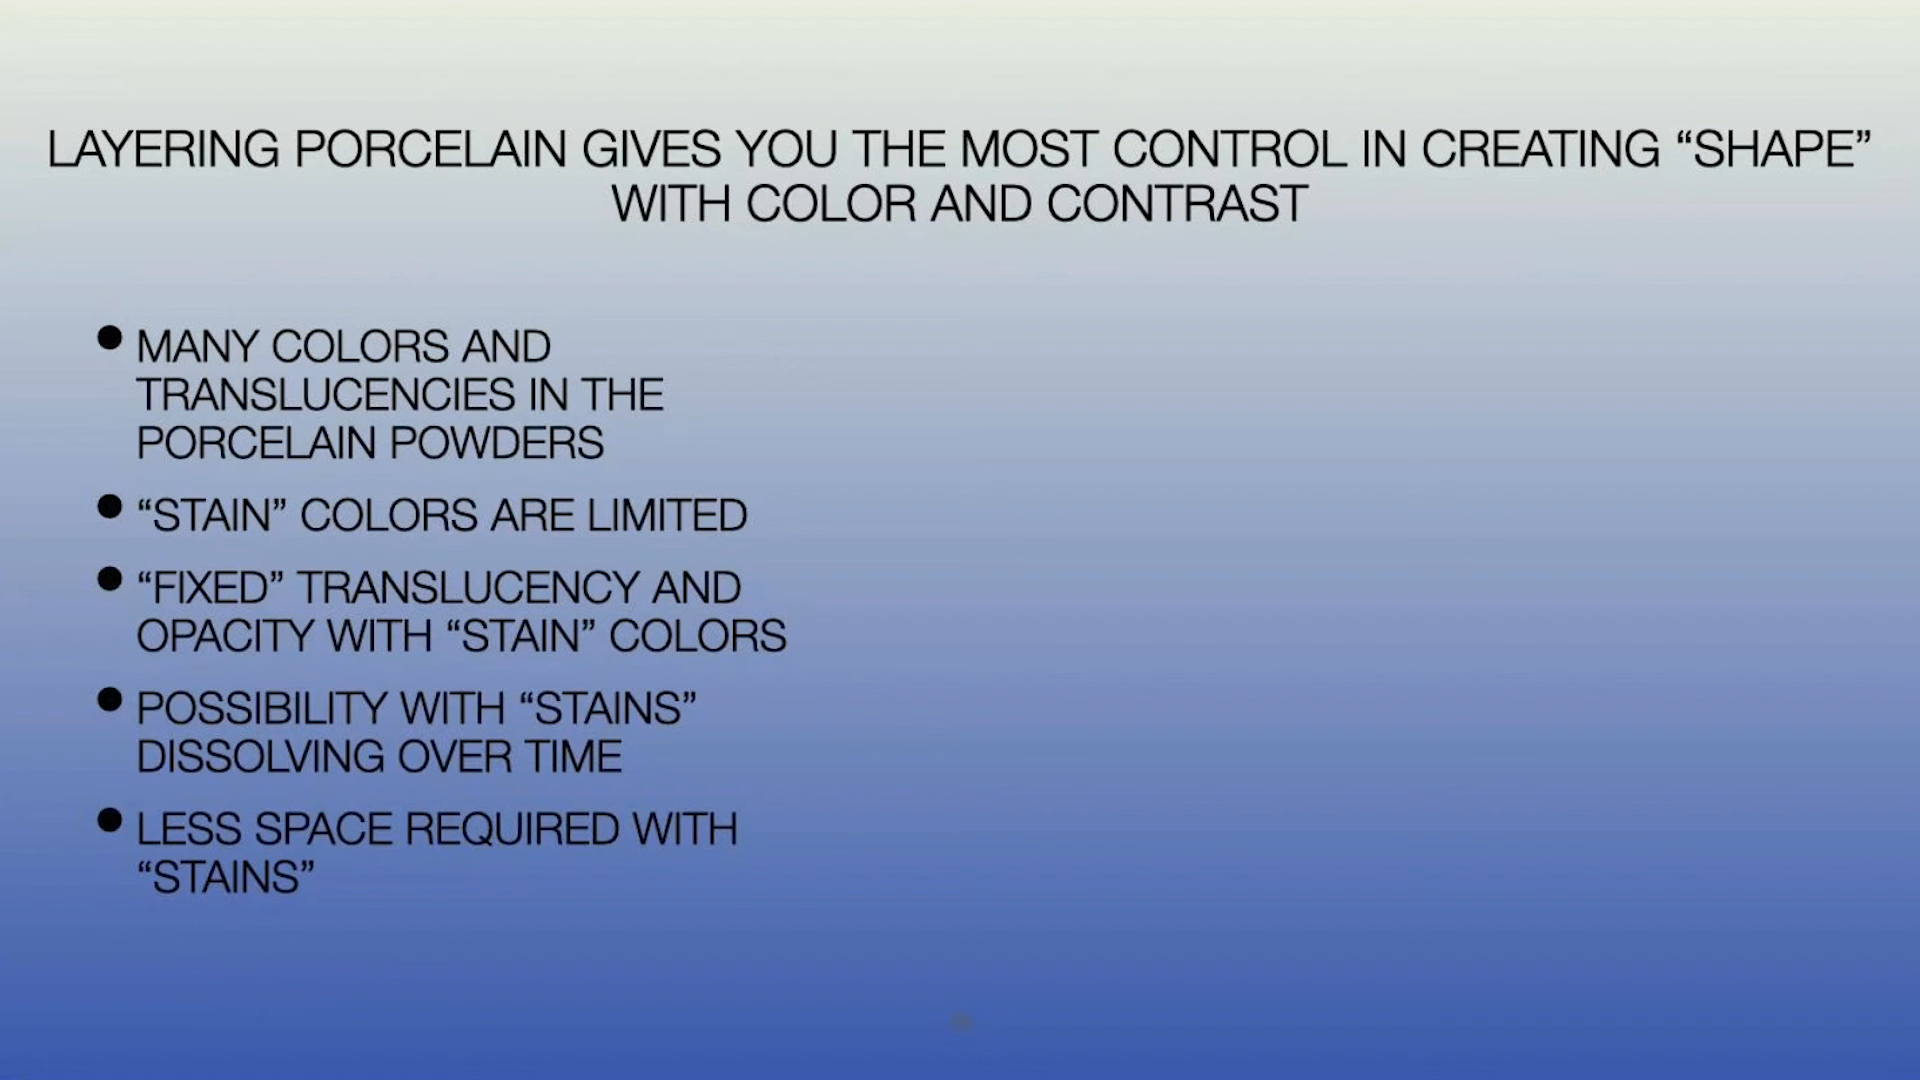 LAYERING PORCELAIN GIVES YOU THE MOST CONTROL IN CREATING “SHAPE”
WITH COLOR AND CONTRAST
• MANY COLORS AND
TRANSLUCENCIES IN THE
PORCELAIN POWDERS
• “STAIN” COLORS ARE LIMITED
• “FIXED” TRANSLUCENCY AND
OPACITY WITH “STAIN” COLORS
• POSSIBILITY WITH “STAINS”
DISSOLVING OVER TIME
• LESS SPACE REQUIRED WITH
“STAINS”